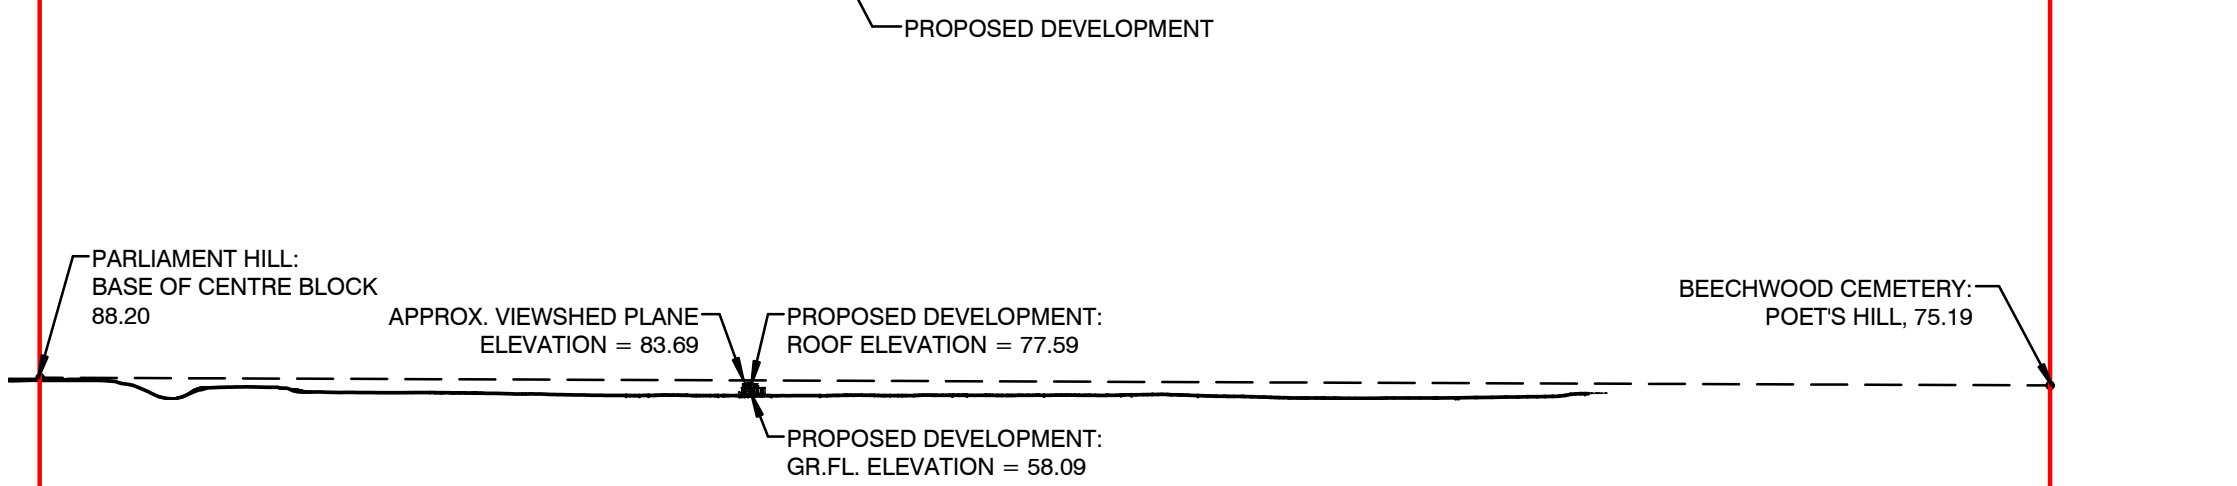 PROPOSED DEVELOPMENT
PARLIAMENT HILL:
BASE OF CENTRE BLOCK
88.20
APPROX. VIEWSHED PLANE
ELEVATION = 83.69
PROPOSED DEVELOPMENT:
ROOF ELEVATION = 77.59
BEECHWOOD CEMETERY:
POET'S HILL, 75.19
PROPOSED DEVELOPMENT:
GR.FL. ELEVATION = 58.09